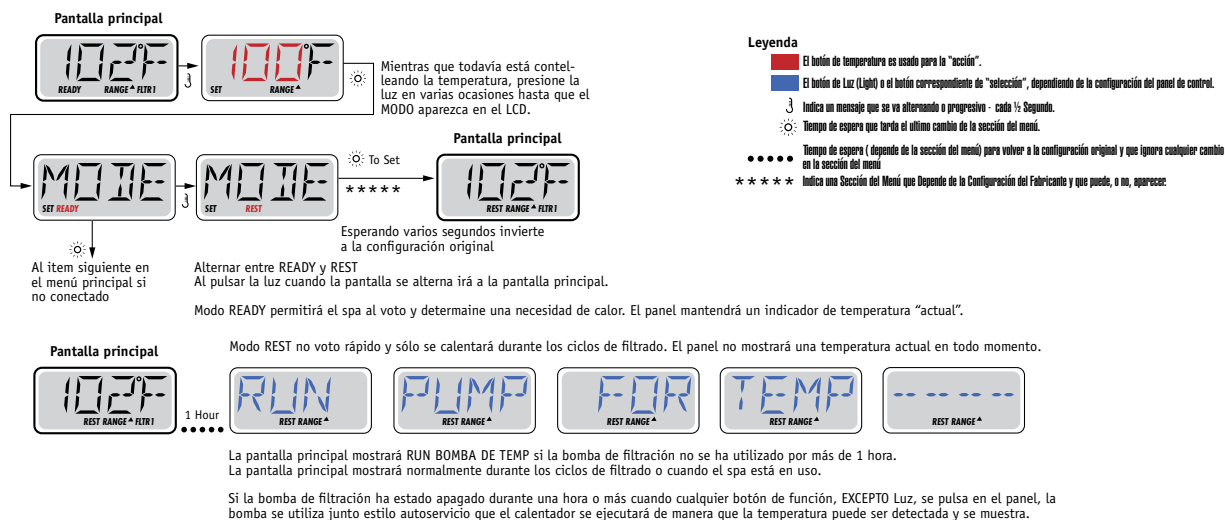 Pantalla principal
102°F
READY RANGE FLTR1
100°F
SET RANGE
Mientras que todavía está contel-
leando la temperatura, presione la
luz en varias ocasiones hasta que el
MODO aparezca en el LCD.
Leyenda
El botón de temperatura es usado para la “acción”.
El botón de Luz (Light) o el botón correspondiente de “selección”, dependiendo de la configuración del panel de control.
Indica un mensaje que se va alternando o progresivo - cada ½ Segundo.
Tiempo de espera que tarda el ultimo cambio de la sección del menú.
Tiempo de espera ( depende de la sección del menú) para volver a la configuración original y que ignora cualquier cambio
en la sección del menú
* * * * * Indica una Sección del Menú que Depende de la Configuración del Fabricante y que puede, o no, aparecer.
MODE
SET READY
MODE
SET REST
To Set
* * * * *
Pantalla principal
102°F
REST RANGE FLTR1
Esperando varios segundos invierte
a la configuración original
Al item siguiente en
el menú principal si
no conectado
Alternar entre READY y REST
Al pulsar la luz cuando la pantalla se alterna irá a la pantalla principal.
Modo READY permitirá el spa al voto y determaine una necesidad de calor. El panel mantendrá un indicador de temperatura “actual”.
Modo REST no voto rápido y sólo se calentará durante los ciclos de filtrado. El panel no mostrará una temperatura actual en todo momento.
Pantalla principal
102°F
REST RANGE FLTR1
1 Hour
RUN
REST RANGE
PUMP
REST RANGE
FOR
REST RANGE
TEMP
REST RANGE
-- -- -- --
REST RANGE
La pantalla principal mostrará RUN BOMBA DE TEMP si la bomba de filtración no se ha utilizado por más de 1 hora.
La pantalla principal mostrará normalmente durante los ciclos de filtrado o cuando el spa está en uso.
Si la bomba de filtración ha estado apagado durante una hora o más cuando cualquier botón de función, EXCEPTO Luz, se pulsa en el panel, la
bomba se utiliza junto estilo autoservicio que el calentador se ejecutará de manera que la temperatura puede ser detectada y se muestra.